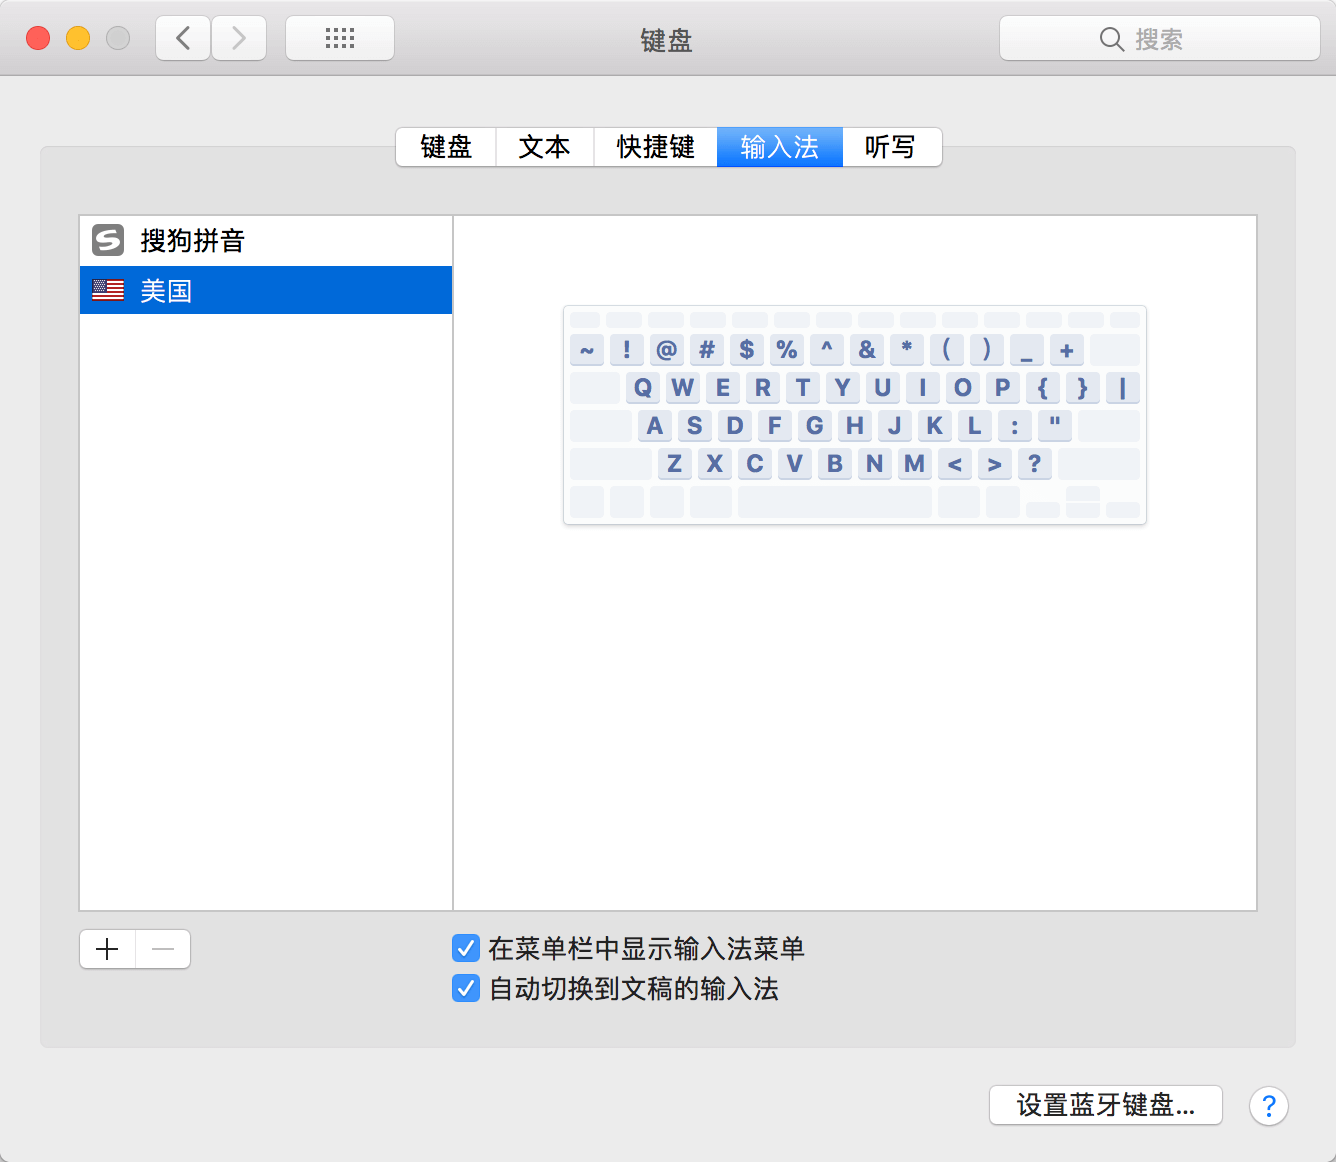 键盘
搜索
键盘 文本 快捷键 输入法 听写
搜狗拼音
美国
~ ! @ # $ % ^ & * ( ) _ +
Q W E R T Y U I O P { } |
A S D F G H J K L : "
Z X C V B N M < > ?
在菜单栏中显示输入法菜单
自动切换到文稿的输入法
设置蓝牙键盘... ?